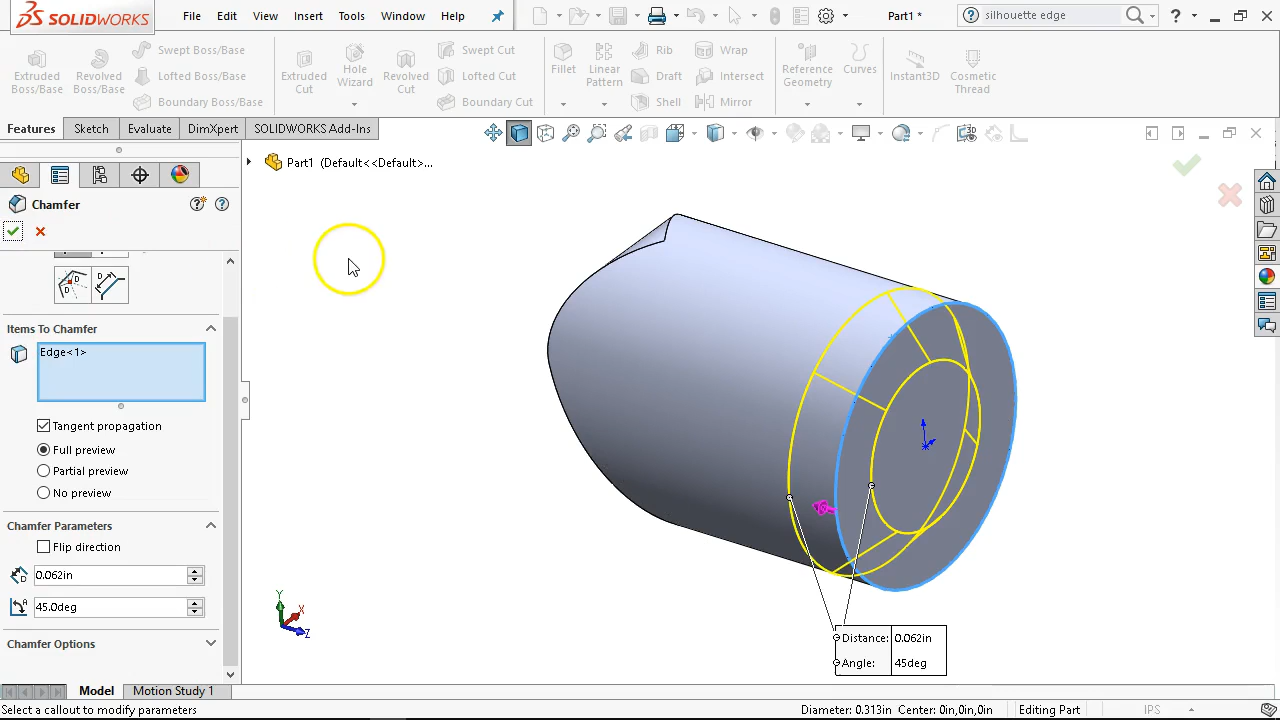 SOLIDWORKS File Edit View Insert Tools Window Help Part1 * silhouette edge ?
Extruded Boss/Base
Revolved Boss/Base
Swept Boss/Base
Lofted Boss/Base
Boundary Boss/Base
Extruded Cut
Hole Wizard
Revolved Cut
Swept Cut
Lofted Cut
Boundary Cut
Fillet
Linear Pattern
Rib
Draft
Shell
Wrap
Intersect
Mirror
Reference Geometry
Curves
Instant3D
Cosmetic Thread
Features Sketch Evaluate DimXpert SOLIDWORKS Add-Ins
Part1 (Default<<Default>...
Chamfer
Items To Chamfer
Edge<1>
Tangent propagation
Full preview
Partial preview
No preview
Chamfer Parameters
Flip direction
0.062in
45.0deg
Chamfer Options
Y
X
Z
Distance: 0.062in
Angle: 45deg
Model Motion Study 1
Select a callout to modify parameters Diameter: 0.313in Center: 0in,0in,0in Editing Part IPS